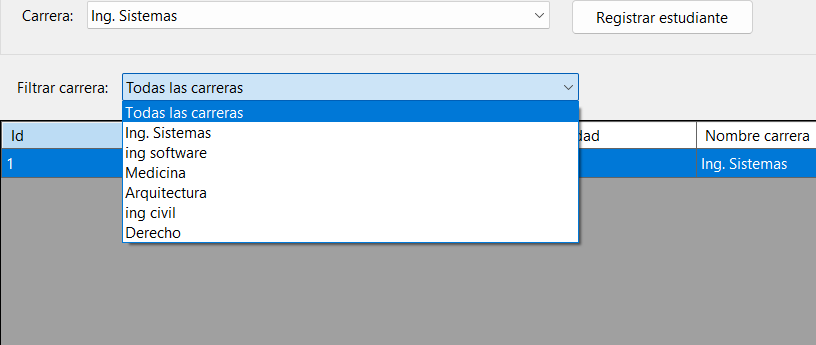 Carrera: Ing. Sistemas Registrar estudiante
Filtrar carrera: Todas las carreras
Todas las carreras
Id Nombre carrera
Ing. Sistemas
ing software
1 Ing. Sistemas
Medicina
Arquitectura
ing civil
Derecho